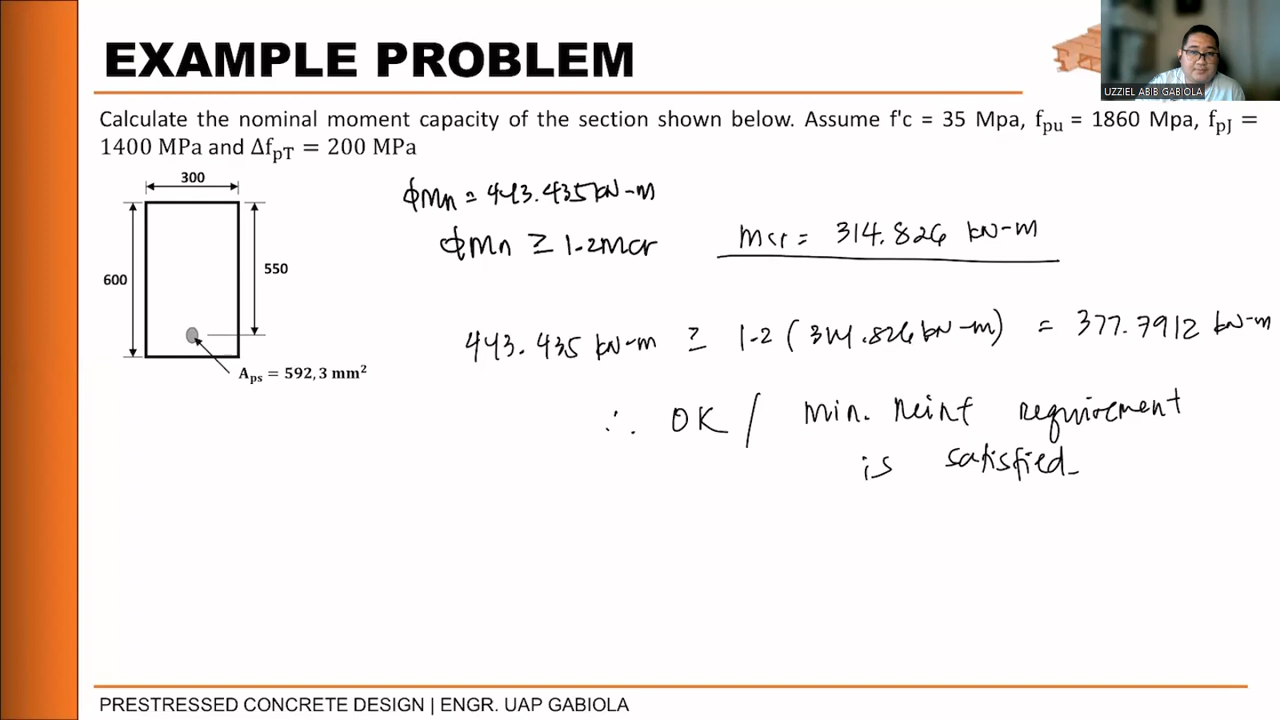 EXAMPLE PROBLEM
UZZIEL ABIB GABIOLA
Calculate the nominal moment capacity of the section shown below. Assume f'c = 35 Mpa, fpu = 1860 Mpa, fpJ =
1400 MPa and ΔfpT = 200 MPa
300
600
550
Aps = 592,3 mm²
ϕMn = 443.435 kN-m
ϕMn ≥ 1.2Mcr
Mcr = 314.826 kN-m
443.435 kN-m ≥ 1.2 (314.826 kN-m) = 377.7912 kN-m
∴ OK / min. reinf requirement
is satisfied
PRESTRESSED CONCRETE DESIGN | ENGR. UAP GABIOLA